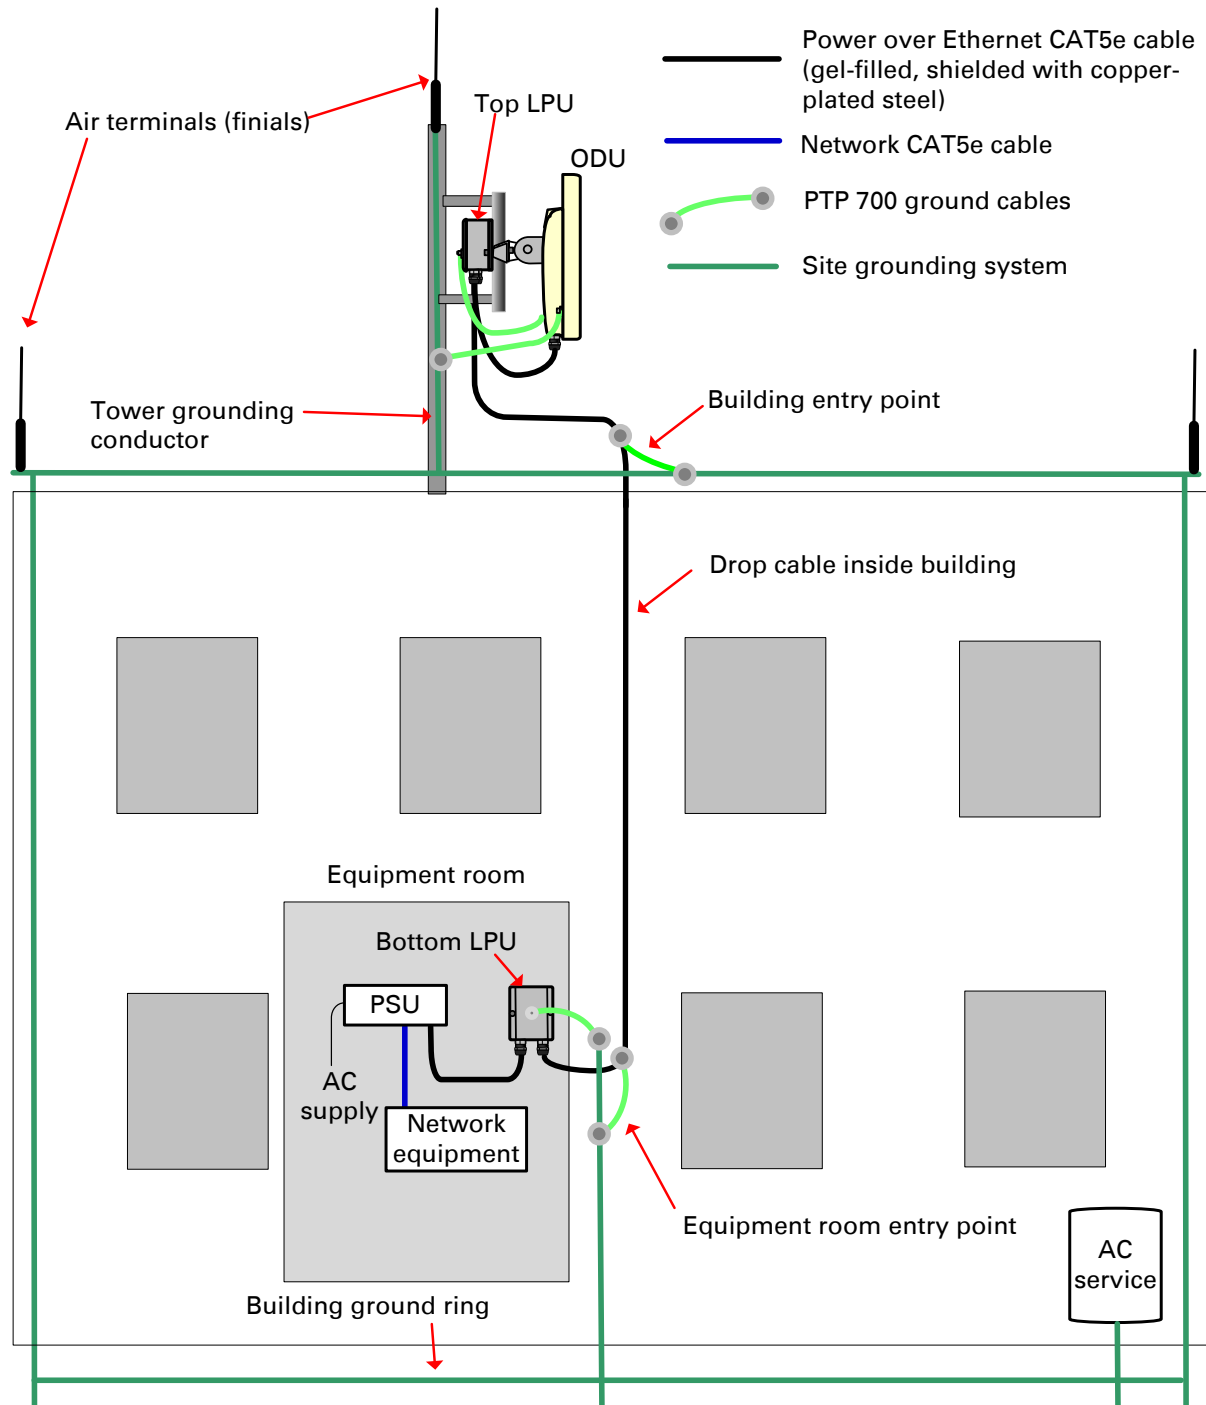 Power over Ethernet CAT5e cable
(gel-filled, shielded with copper-
plated steel)
Top LPU
Air terminals (finials)
Network CAT5e cable
ODU
PTP 700 ground cables
Site grounding system
Building entry point
Tower grounding
conductor
Drop cable inside building
Equipment room
Bottom LPU
PSU
AC
supply
Network
equipment
Equipment room entry point
AC
service
Building ground ring